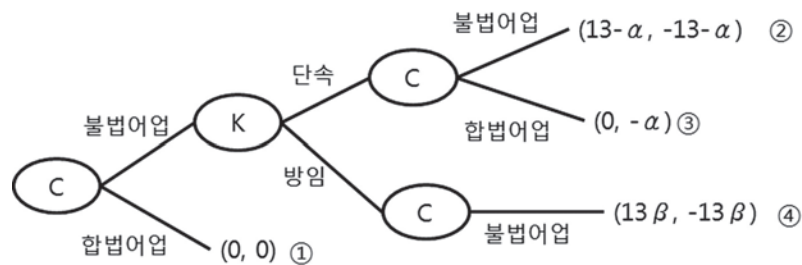 불법어업 (13-α, -13-α) ②
단속 C
불법어업 K 합법어업 (0, -α) ③
C 방임 C (13β, -13β) ④
불법어업
합법어업 (0, 0) ①